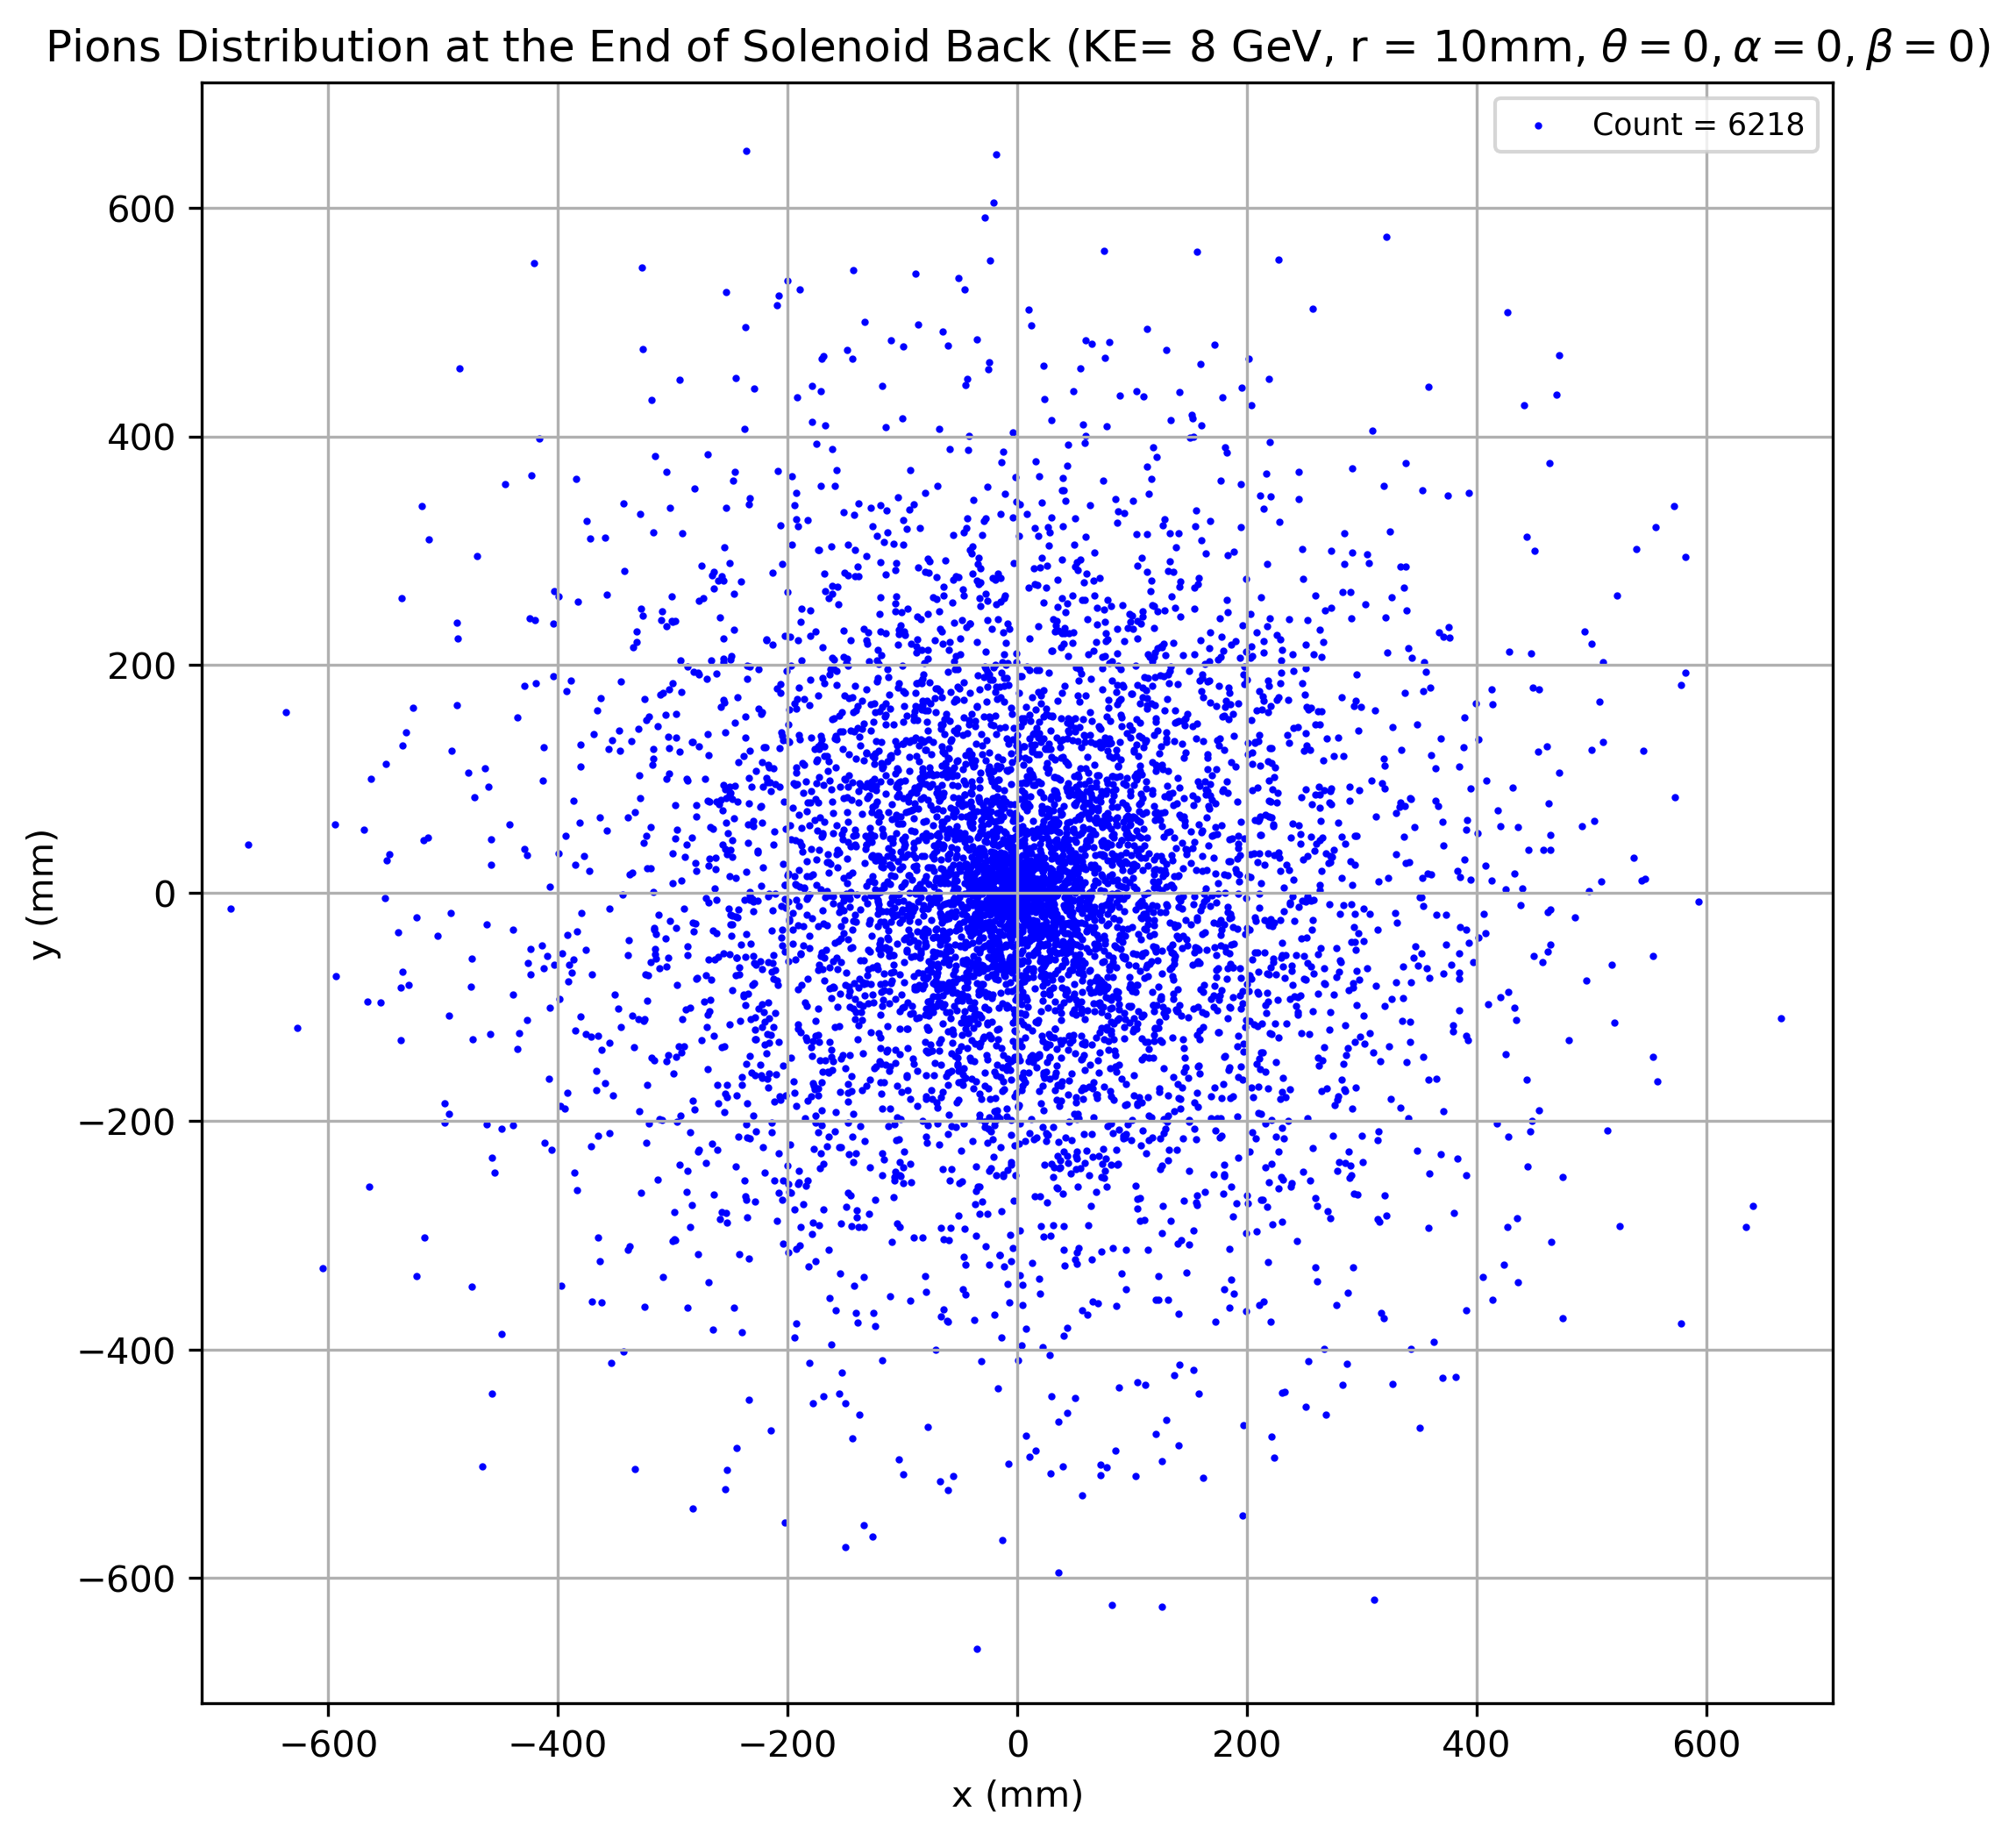 Pions Distribution at the End of Solenoid Back (KE= 8 GeV, r = 10mm, θ = 0, α = 0, β = 0)
Count = 6218
600
400
200
0
−200
−400
−600
y (mm)
−600 −400 −200 0 200 400 600
x (mm)